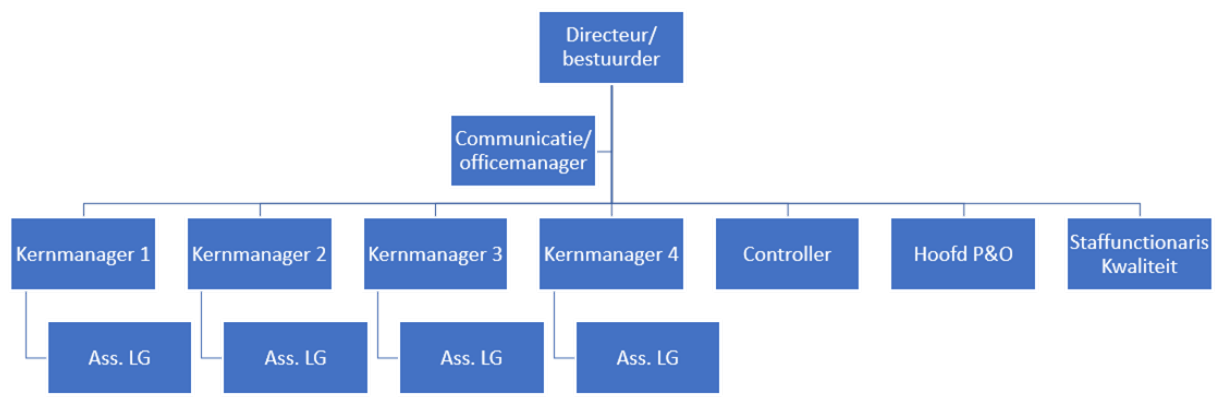 Directeur/
bestuurder
Communicatie/
officemanager
Kernmanager 1
Kernmanager 2
Kernmanager 3
Kernmanager 4
Controller
Hoofd P&O
Staffunctionaris
Kwaliteit
Ass. LG
Ass. LG
Ass. LG
Ass. LG